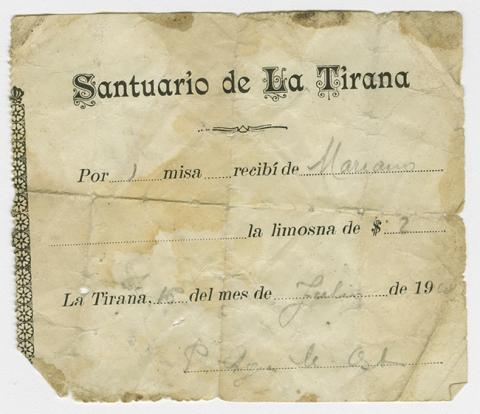 Santuario de La Tirana
Por 1 misa recibí de Mariano
la limosna de $ 2
La Tirana, 15 del mes de Julio de 19
P.